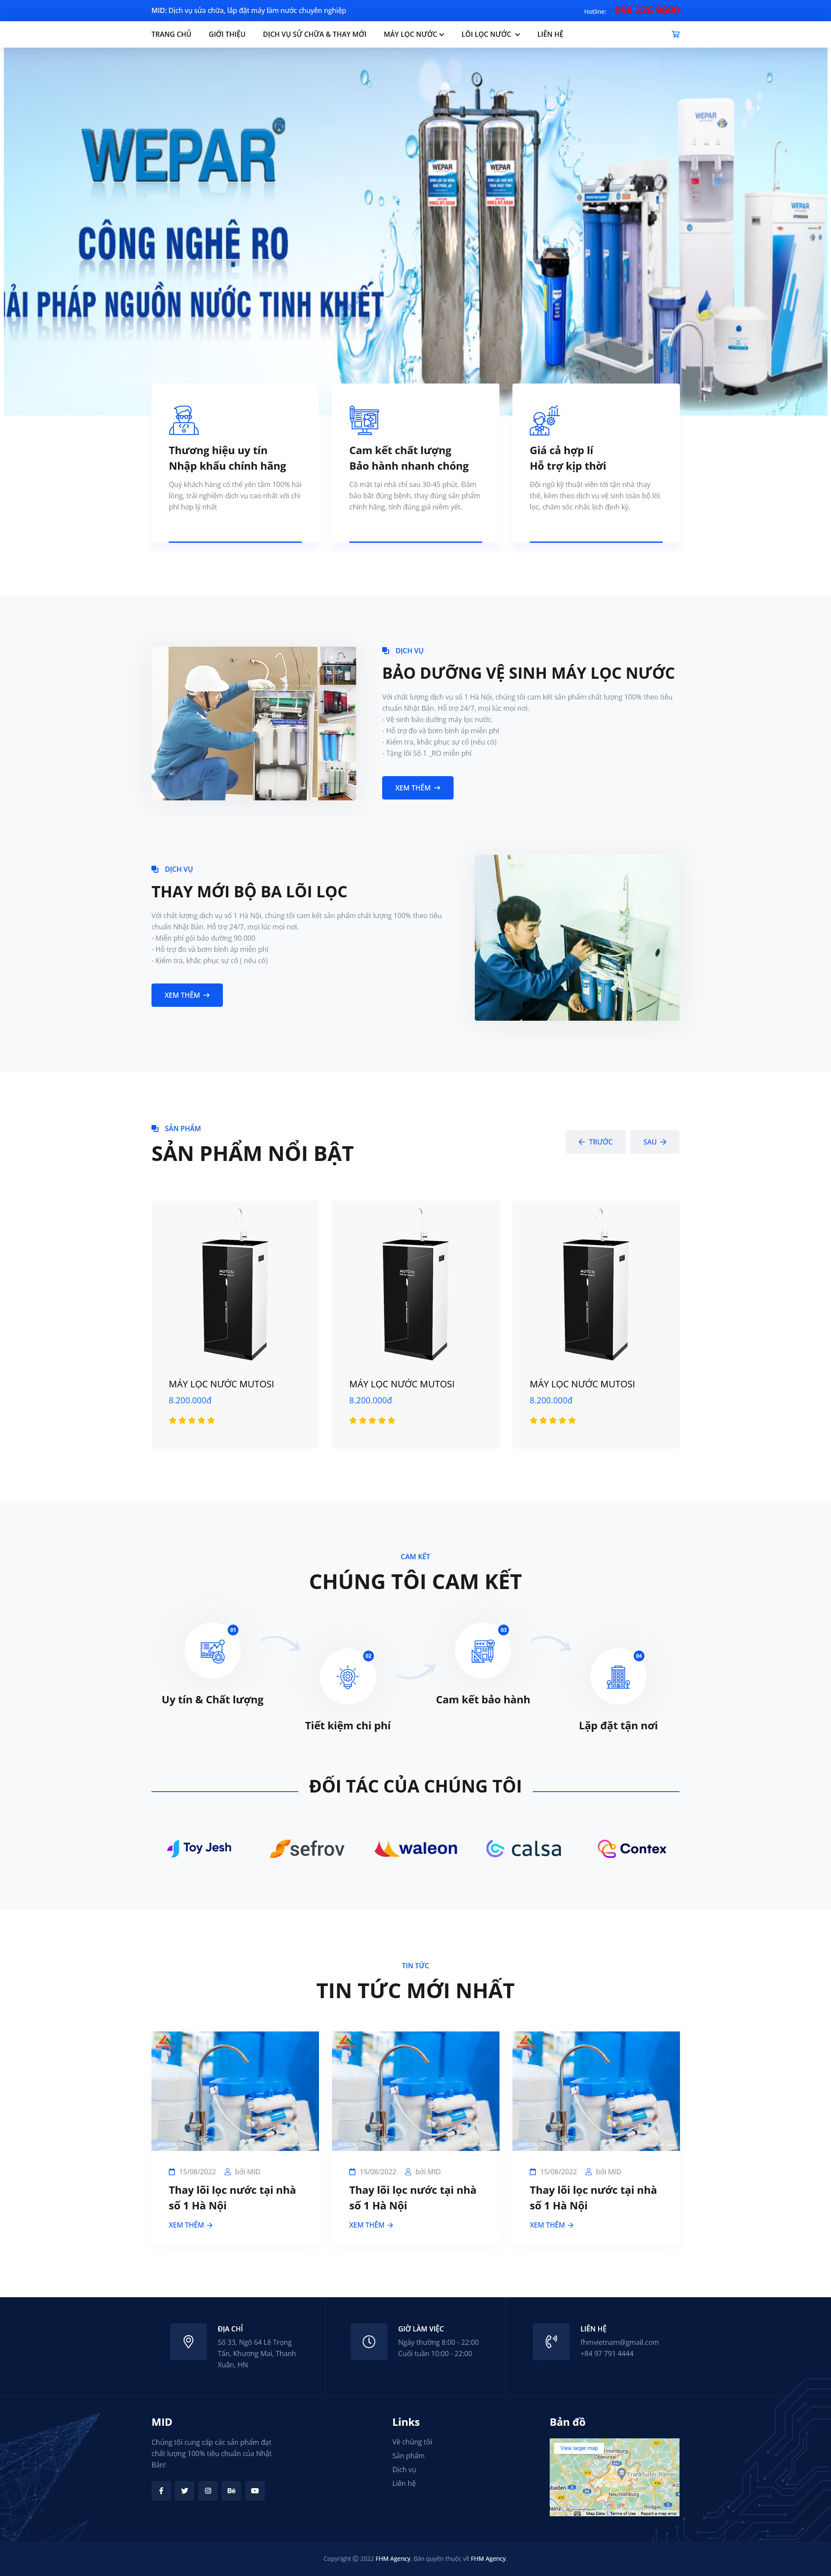 MID: Dịch vụ sửa chữa, lắp đặt máy làm nước chuyên nghiệp
Hotline:
TRANG CHỦ
GIỚI THIỆU
DỊCH VỤ SỬ CHỮA & THAY MỚI
MÁY LỌC NƯỚC
LÕI LỌC NƯỚC
LIÊN HỆ
WEPAR®
CÔNG NGHỆ RO
ẢI PHÁP NGUỒN NƯỚC TINH KHIẾT
WEPAR
WEPAR
Thương hiệu uy tín
Nhập khẩu chính hãng
Quý khách hàng có thể yên tâm 100% hài
lòng, trải nghiệm dịch vụ cao nhất với chi
phí hợp lý nhất
Cam kết chất lượng
Bảo hành nhanh chóng
Có mặt tại nhà chỉ sau 30-45 phút. Đảm
bảo bắt đúng bệnh, thay đúng sản phẩm
chính hãng, tính đúng giá niêm yết.
Giá cả hợp lí
Hỗ trợ kịp thời
Đội ngũ kỹ thuật viên tới tận nhà thay
thế, kèm theo dịch vụ vệ sinh toàn bộ lõi
lọc, chăm sóc nhắc lịch định kỳ.
DỊCH VỤ
BẢO DƯỠNG VỆ SINH MÁY LỌC NƯỚC
Với chất lượng dịch vụ số 1 Hà Nội, chúng tôi cam kết sản phẩm chất lượng 100% theo tiêu
chuẩn Nhật Bản. Hỗ trợ 24/7, mọi lúc mọi nơi.
- Vệ sinh bảo dưỡng máy lọc nước.
- Hỗ trợ đo và bơm bình áp miễn phí
- Kiểm tra, khắc phục sự cố (nếu có)
- Tặng lõi Số 1 _RO miễn phí
XEM THÊM
DỊCH VỤ
THAY MỚI BỘ BA LÕI LỌC
Với chất lượng dịch vụ số 1 Hà Nội, chúng tôi cam kết sản phẩm chất lượng 100% theo tiêu
chuẩn Nhật Bản. Hỗ trợ 24/7, mọi lúc mọi nơi.
- Miễn phí gói bảo dưỡng 90.000
- Hỗ trợ đo và bơm bình áp miễn phí
- Kiểm tra, khắc phục sự cố ( nếu có)
XEM THÊM
SẢN PHẨM
SẢN PHẨM NỔI BẬT
TRƯỚC
SAU
MUTOSI
MUTOSI
MUTOSI
MÁY LỌC NƯỚC MUTOSI
8.200.000đ
MÁY LỌC NƯỚC MUTOSI
8.200.000đ
MÁY LỌC NƯỚC MUTOSI
8.200.000đ
CAM KẾT
CHÚNG TÔI CAM KẾT
01
Uy tín & Chất lượng
02
Tiết kiệm chi phí
03
Cam kết bảo hành
04
Lắp đặt tận nơi
ĐỐI TÁC CỦA CHÚNG TÔI
Toy Jesh
sefrov
waleon
calsa
Contex
TIN TỨC
TIN TỨC MỚI NHẤT
15/08/2022
bởi MID
Thay lõi lọc nước tại nhà
số 1 Hà Nội
XEM THÊM
15/08/2022
bởi MID
Thay lõi lọc nước tại nhà
số 1 Hà Nội
XEM THÊM
15/08/2022
bởi MID
Thay lõi lọc nước tại nhà
số 1 Hà Nội
XEM THÊM
ĐỊA CHỈ
Số 33, Ngõ 64 Lê Trọng
Tấn, Khương Mai, Thanh
Xuân, HN
GIỜ LÀM VIỆC
Ngày thường 8:00 - 22:00
Cuối tuần 10:00 - 22:00
LIÊN HỆ
fhmvietnam@gmail.com
+84 97 791 4444
MID
Chúng tôi cung cấp các sản phẩm đạt
chất lượng 100% tiêu chuẩn của Nhật
Bản!
Links
Về chúng tôi
Sản phẩm
Dịch vụ
Liên hệ
Bản đồ
View larger map
Homburg
Oberursel
Frankfurter Römer
Neu-Isenburg
Google
Map Data
Terms of Use
Report a map error
Copyright © 2022 FHM Agency. Bản quyền thuộc về FHM Agency.